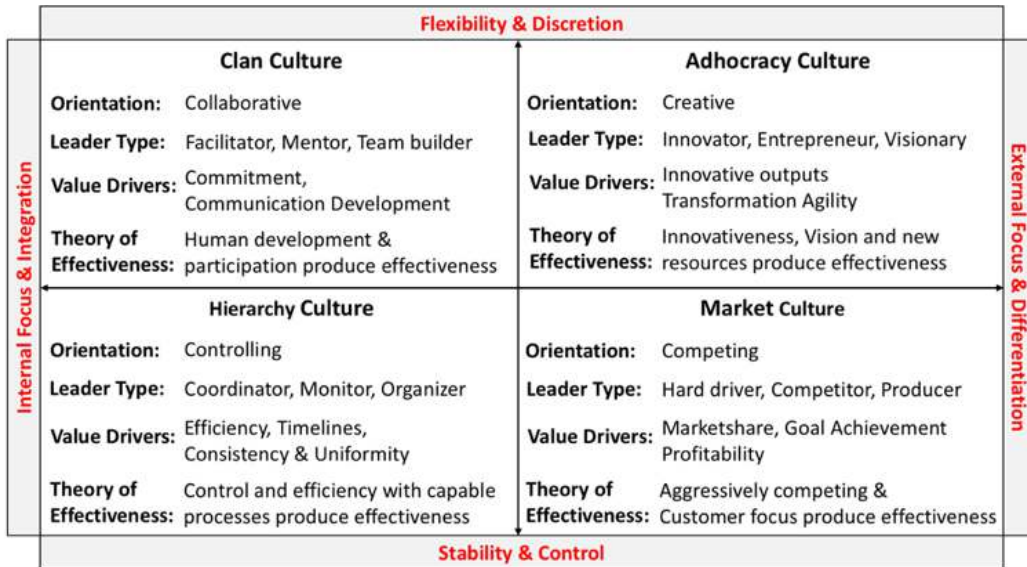 Flexibility & Discretion
Internal Focus & Integration
Clan Culture
Orientation: Collaborative
Leader Type: Facilitator, Mentor, Team builder
Value Drivers: Commitment,
Communication Development
Theory of Human development &
Effectiveness: participation produce effectiveness
Adhocracy Culture
Orientation: Creative
Leader Type: Innovator, Entrepreneur, Visionary
Value Drivers: Innovative outputs
Transformation Agility
Theory of Innovativeness, Vision and new
Effectiveness: resources produce effectiveness
External Focus & Differentiation
Hierarchy Culture
Orientation: Controlling
Leader Type: Coordinator, Monitor, Organizer
Value Drivers: Efficiency, Timelines,
Consistency & Uniformity
Theory of Control and efficiency with capable
Effectiveness: processes produce effectiveness
Market Culture
Orientation: Competing
Leader Type: Hard driver, Competitor, Producer
Value Drivers: Marketshare, Goal Achievement
Profitability
Theory of Aggressively competing &
Effectiveness: Customer focus produce effectiveness
Stability & Control